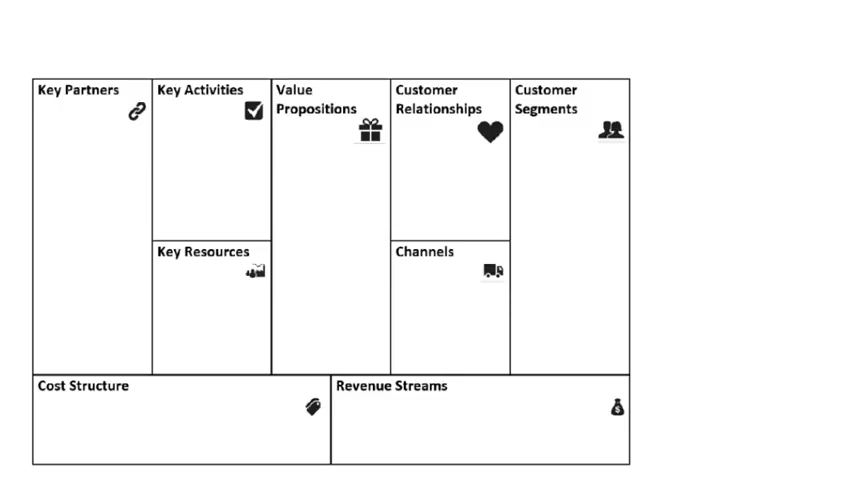 Key Partners
Key Activities
Value
Propositions
Customer
Relationships
Customer
Segments
Key Resources
Channels
Cost Structure
Revenue Streams
$